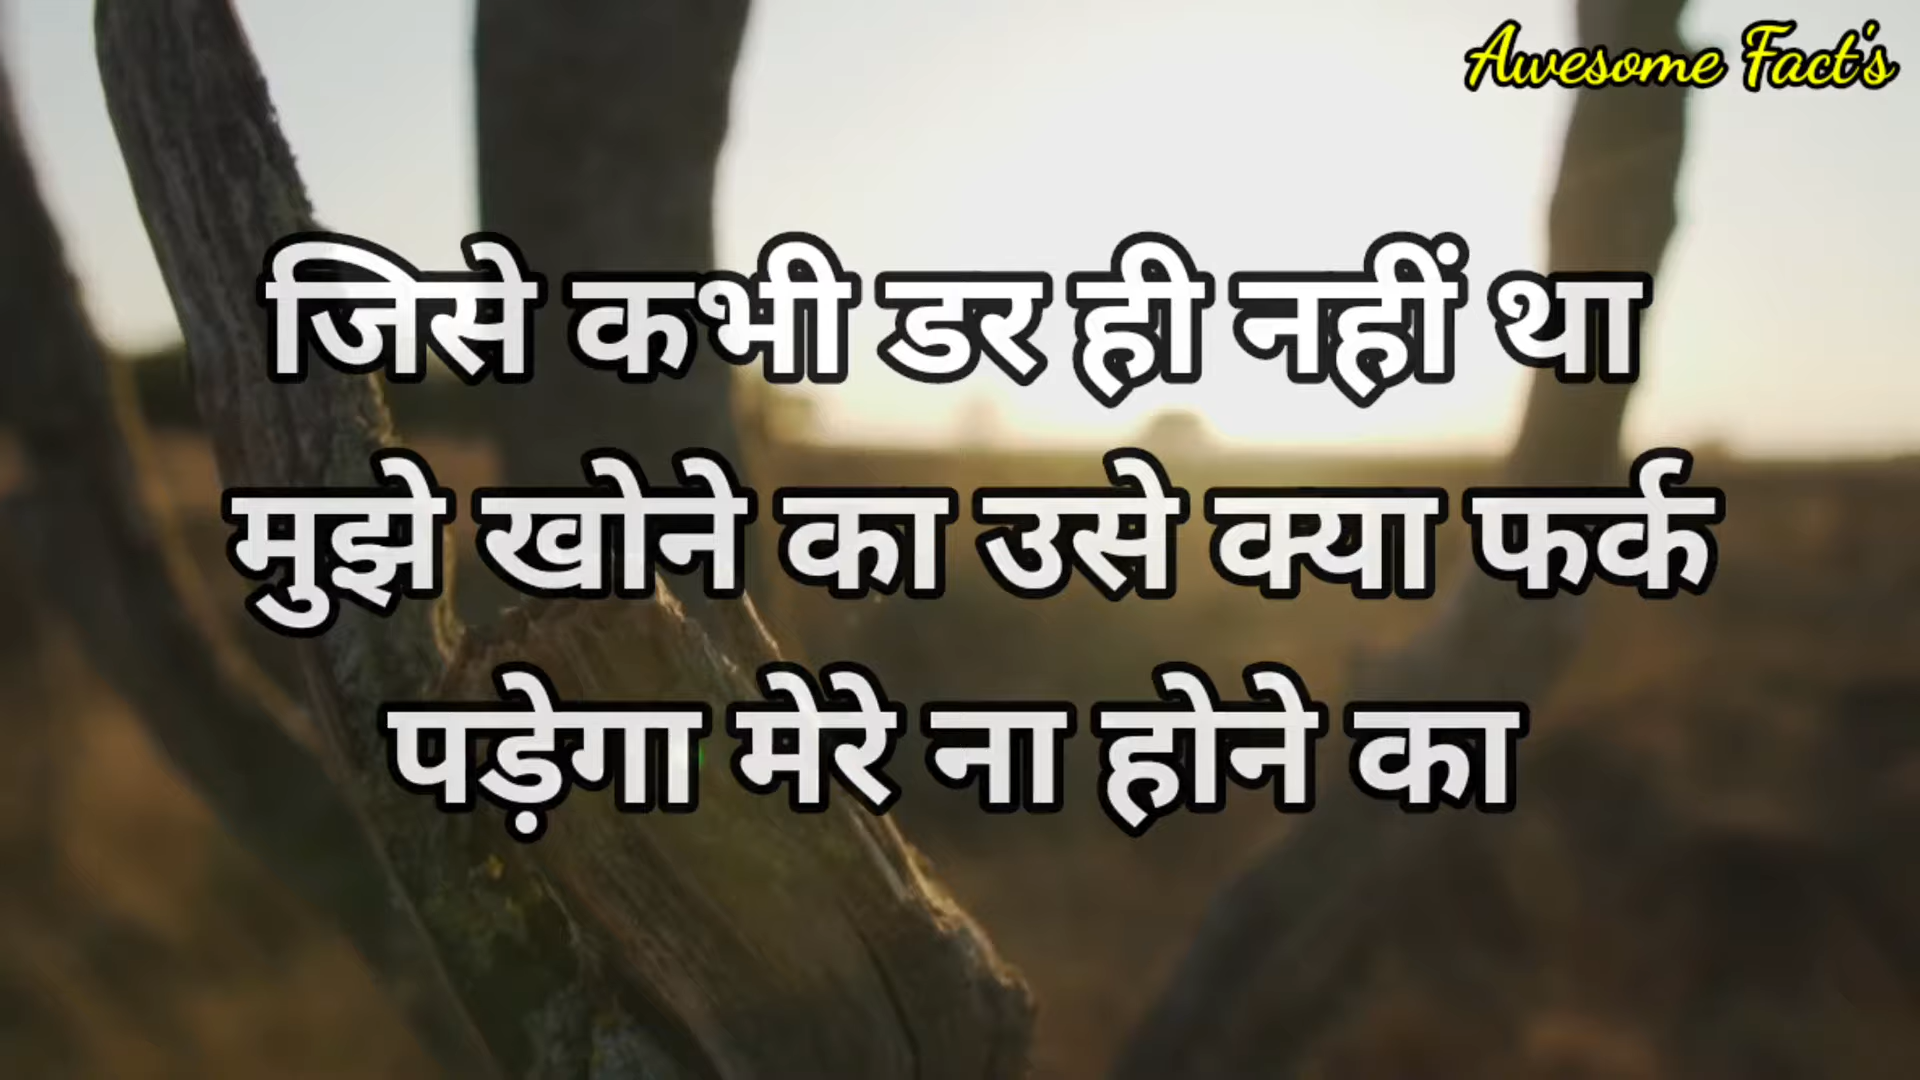 Awesome Fact's
जिसे कभी डर ही नहीं था
मुझे खोने का उसे क्या फर्क
पड़ेगा मेरे ना होने का